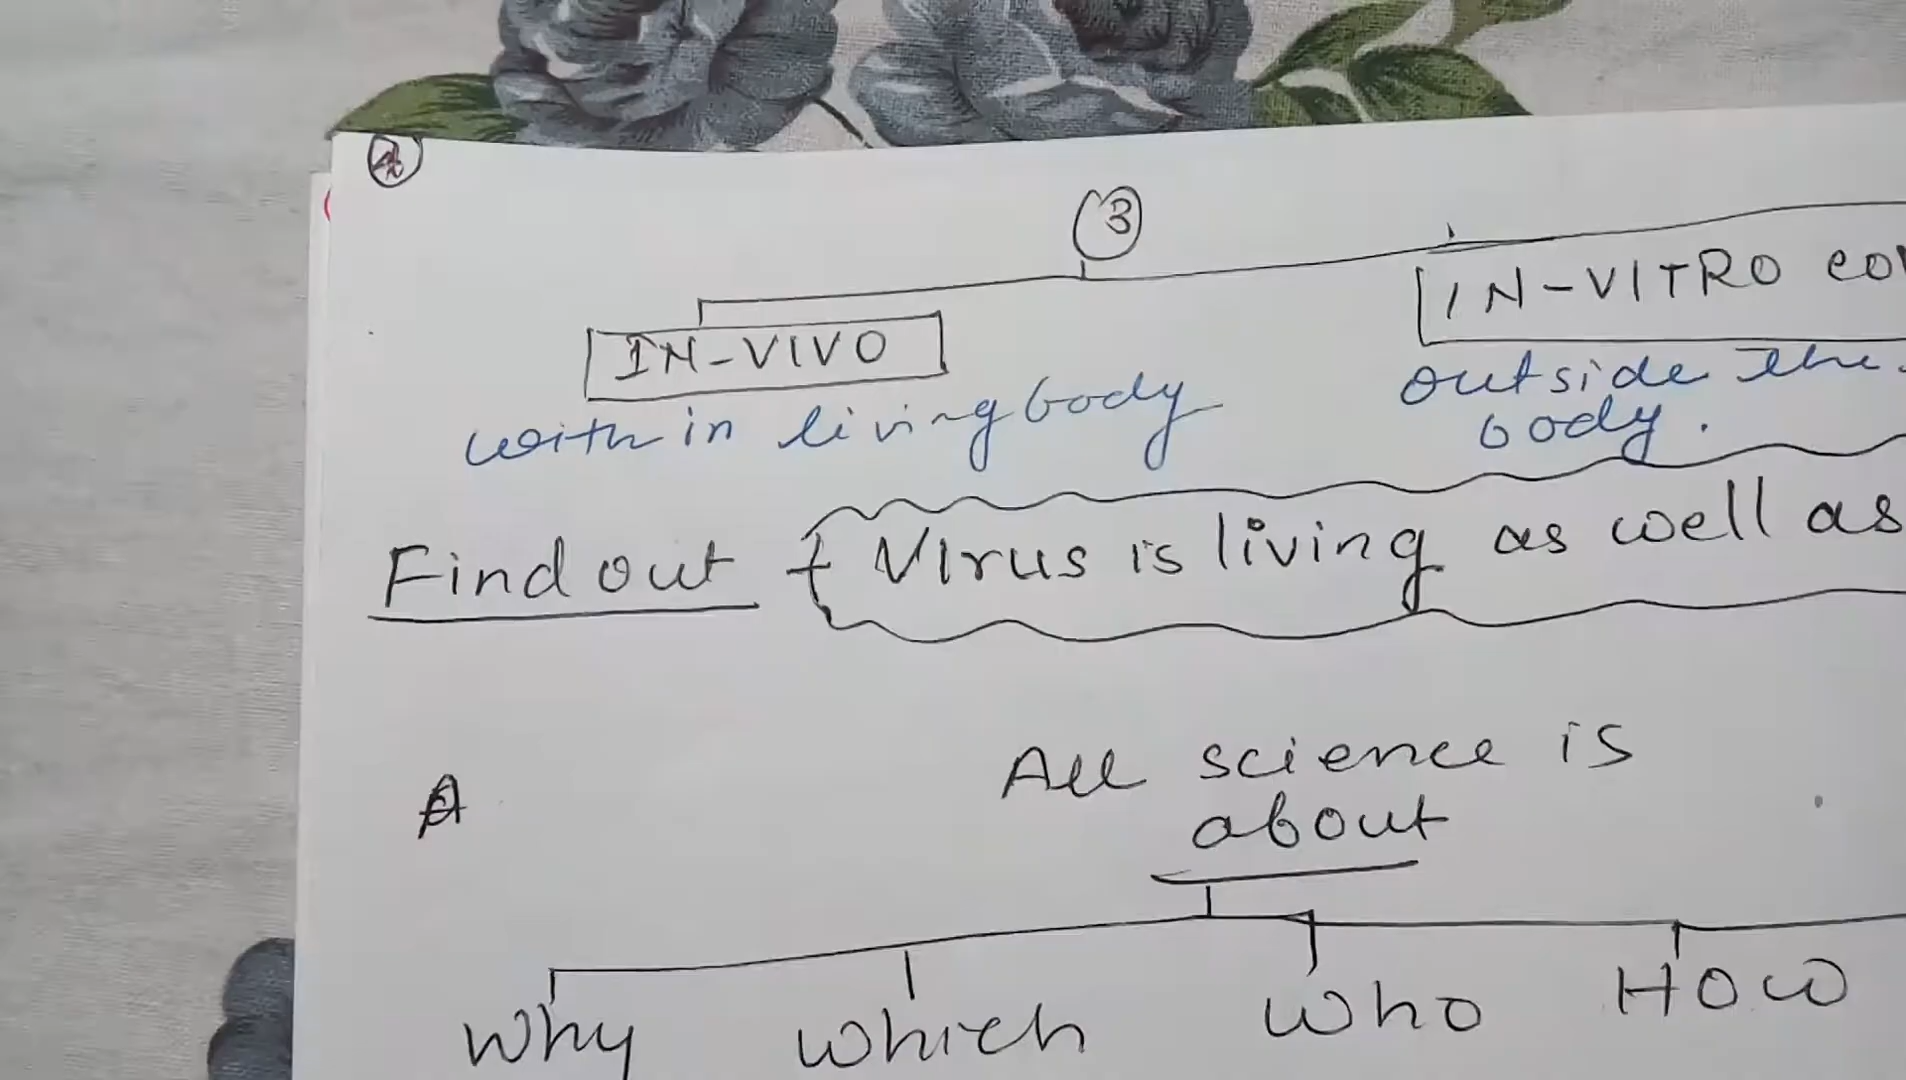 3
IN-VIVO
with in living body
IN-VITRO
outside the
body.
Find out { VIrus is living as well as
All science is
about
Why which who How